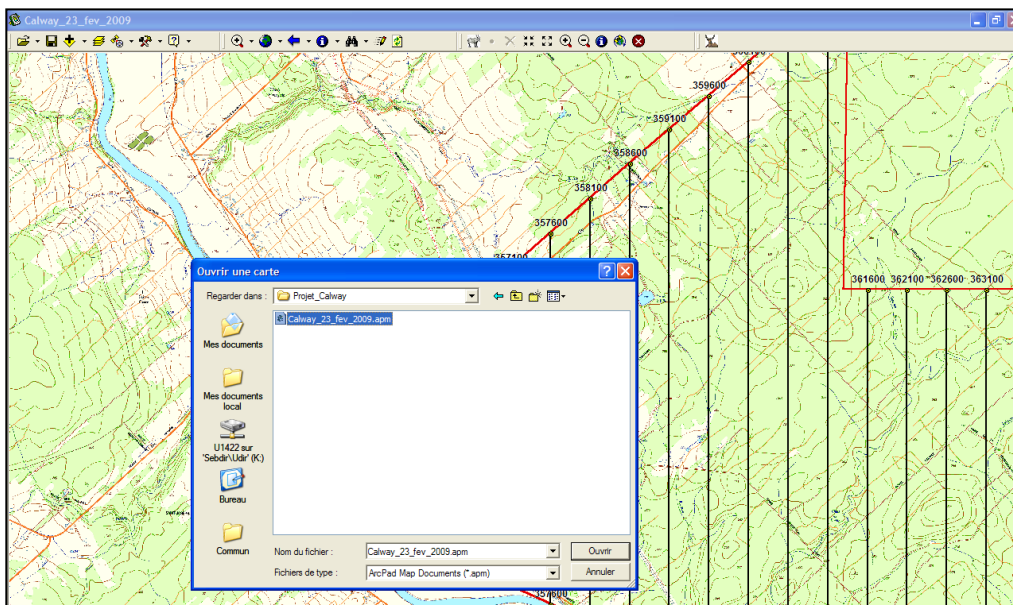 Calway_23_fev_2009
359600
359100
358600
358100
357600
357100
361600 362100 362600 363100
Ouvrir une carte
Regarder dans : Projet_Calway
Calway_23_fev_2009.apm
Mes documents
Mes documents
local
U1422 sur
'Sebdir\Udir' (K:)
Bureau
Commun
Nom du fichier : Calway_23_fev_2009.apm Ouvrir
Fichiers de type : ArcPad Map Documents (*.apm) Annuler
357600